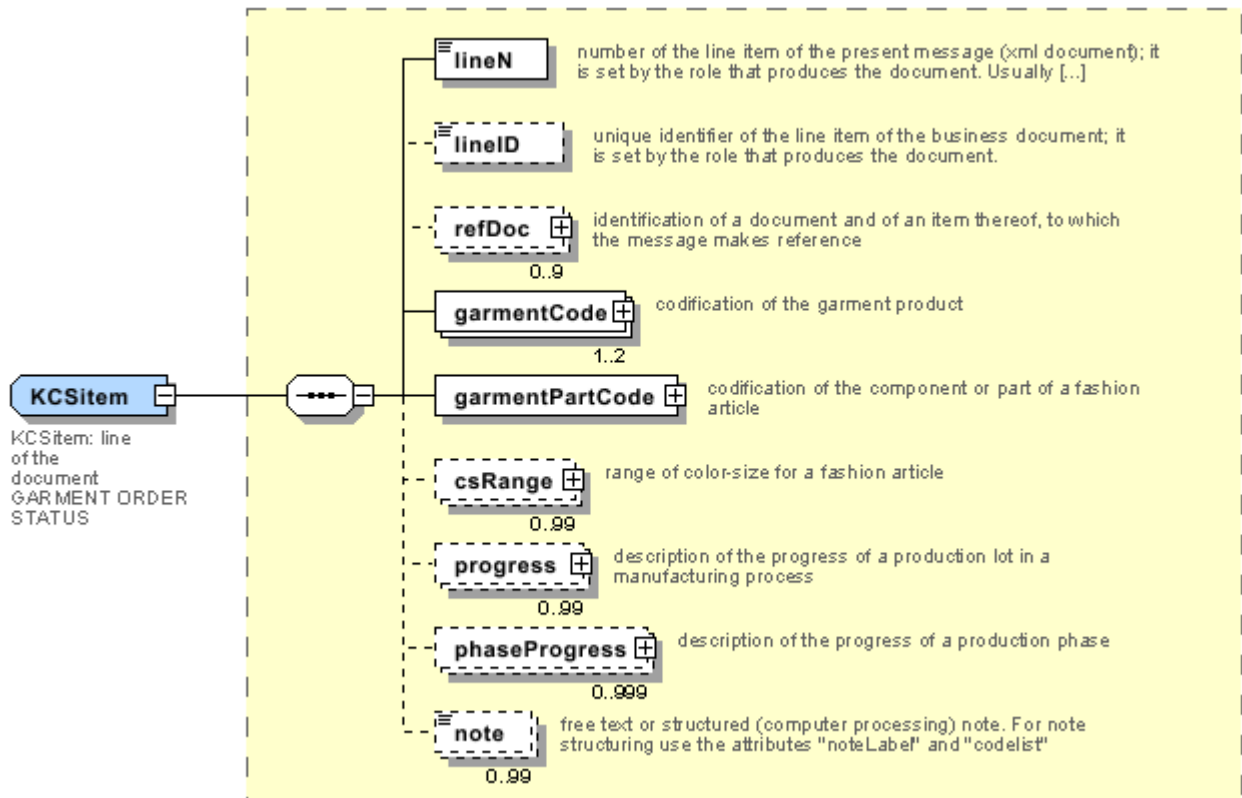 lineN
number of the line item of the present message (xml document); it
is set by the role that produces the document. Usually [...]
lineID
unique identifier of the line item of the business document; it
is set by the role that produces the document.
refDoc
identification of a document and of an item thereof, to which
the message makes reference
0..9
garmentCode
codification of the garment product
1..2
KCSitem
KCSitem: line
of the
document
GARMENT ORDER
STATUS
garmentPartCode
codification of the component or part of a fashion
article
csRange
range of color-size for a fashion article
0..99
progress
description of the progress of a production lot in a
manufacturing process
0..99
phaseProgress
description of the progress of a production phase
0..999
note
free text or structured (computer processing) note. For note
structuring use the attributes "noteLabel" and "codelist"
0..99